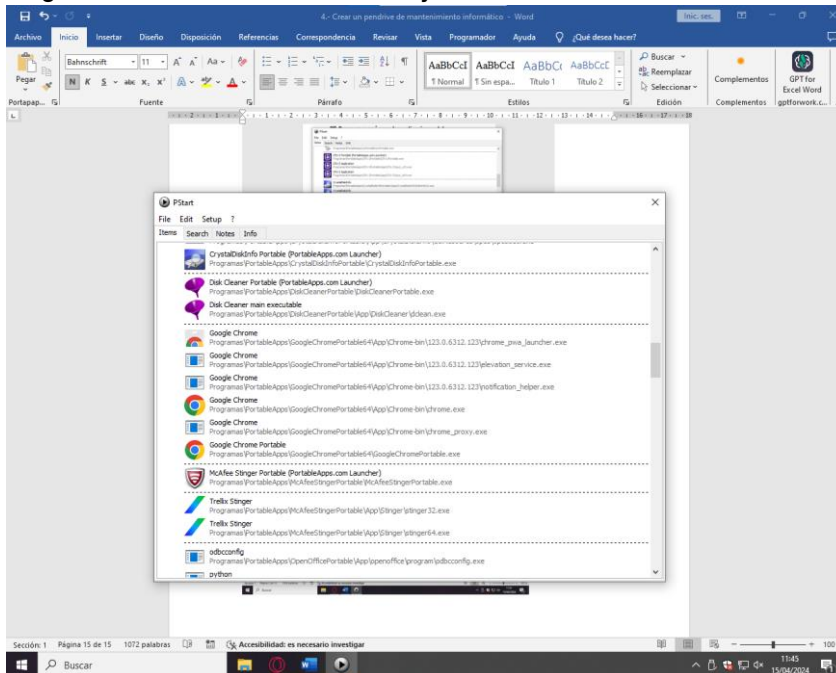 4.- Crear un pendrive de mantenimiento informático - Word
Inic. ses.
Archivo Inicio Insertar Diseño Disposición Referencias Correspondencia Revisar Vista Programador Ayuda ¿Qué desea hacer?
Pegar
Bahnschrift 11
N K S abc x, x²
AaBbCcI AaBbCcI AaBbCc AaBbCcC
¶ Normal ¶ Sin espa... Título 1 Título 2
Buscar
Reemplazar
Seleccionar
Complementos
GPT for
Excel Word
Portapap... Fuente Párrafo Estilos Edición Complementos gptforwork.c...
PStart
File Edit Setup ?
Items Search Notes Info
CrystalDiskInfo Portable (PortableApps.com Launcher)
Programas\PortableApps\CrystalDiskInfoPortable\CrystalDiskInfoPortable.exe
Disk Cleaner Portable (PortableApps.com Launcher)
Programas\PortableApps\DiskCleanerPortable\DiskCleanerPortable.exe
Disk Cleaner main executable
Programas\PortableApps\DiskCleanerPortable\App\DiskCleaner\dclean.exe
Google Chrome
Programas\PortableApps\GoogleChromePortable64\App\Chrome-bin\123.0.6312.123\chrome_pwa_launcher.exe
Google Chrome
Programas\PortableApps\GoogleChromePortable64\App\Chrome-bin\123.0.6312.123\elevation_service.exe
Google Chrome
Programas\PortableApps\GoogleChromePortable64\App\Chrome-bin\123.0.6312.123\notification_helper.exe
Google Chrome
Programas\PortableApps\GoogleChromePortable64\App\Chrome-bin\chrome.exe
Google Chrome
Programas\PortableApps\GoogleChromePortable64\App\Chrome-bin\chrome_proxy.exe
Google Chrome Portable
Programas\PortableApps\GoogleChromePortable64\GoogleChromePortable.exe
McAfee Stinger Portable (PortableApps.com Launcher)
Programas\PortableApps\McAfeeStingerPortable\McAfeeStingerPortable.exe
Trellix Stinger
Programas\PortableApps\McAfeeStingerPortable\App\Stinger\stinger32.exe
Trellix Stinger
Programas\PortableApps\McAfeeStingerPortable\App\Stinger\stinger64.exe
odbcconfig
Programas\PortableApps\OpenOfficePortable\App\openoffice\program\odbcconfig.exe
python
Sección: 1 Página 15 de 15 1072 palabras Accesibilidad: es necesario investigar
100
Buscar
11:45
15/04/2024